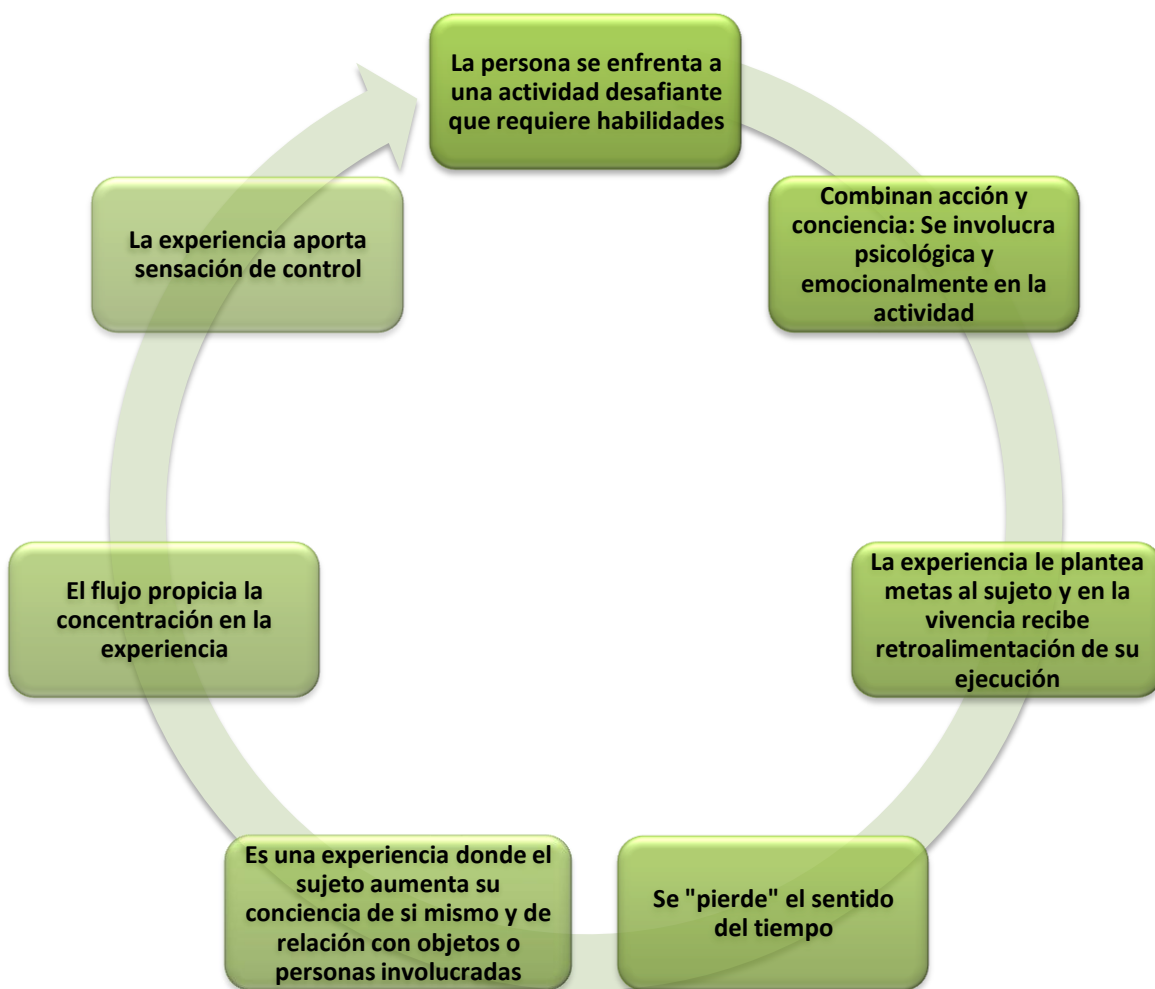 La persona se enfrenta a
una actividad desafiante
que requiere habilidades
Combinan acción y
conciencia: Se involucra
psicológica y
emocionalmente en la
actividad
La experiencia le plantea
metas al sujeto y en la
vivencia recibe
retroalimentación de su
ejecución
Se "pierde" el sentido
del tiempo
Es una experiencia donde el
sujeto aumenta su
conciencia de si mismo y de
relación con objetos o
personas involucradas
El flujo propicia la
concentración en la
experiencia
La experiencia aporta
sensación de control